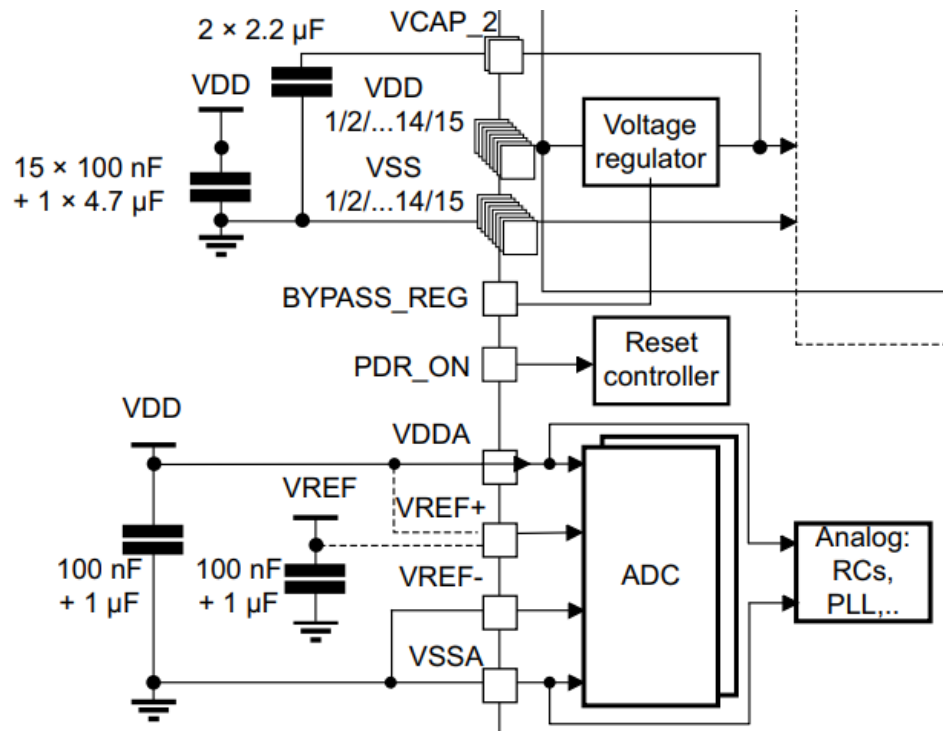 VCAP_2
2 × 2.2 µF
VDD
VDD
1/2/...14/15
Voltage
regulator
15 × 100 nF
+ 1 × 4.7 µF
VSS
1/2/...14/15
BYPASS_REG
PDR_ON
Reset
controller
VDD
VDDA
VREF
VREF+
100 nF
+ 1 µF
100 nF
+ 1 µF
VREF-
ADC
Analog:
RCs,
PLL,..
VSSA